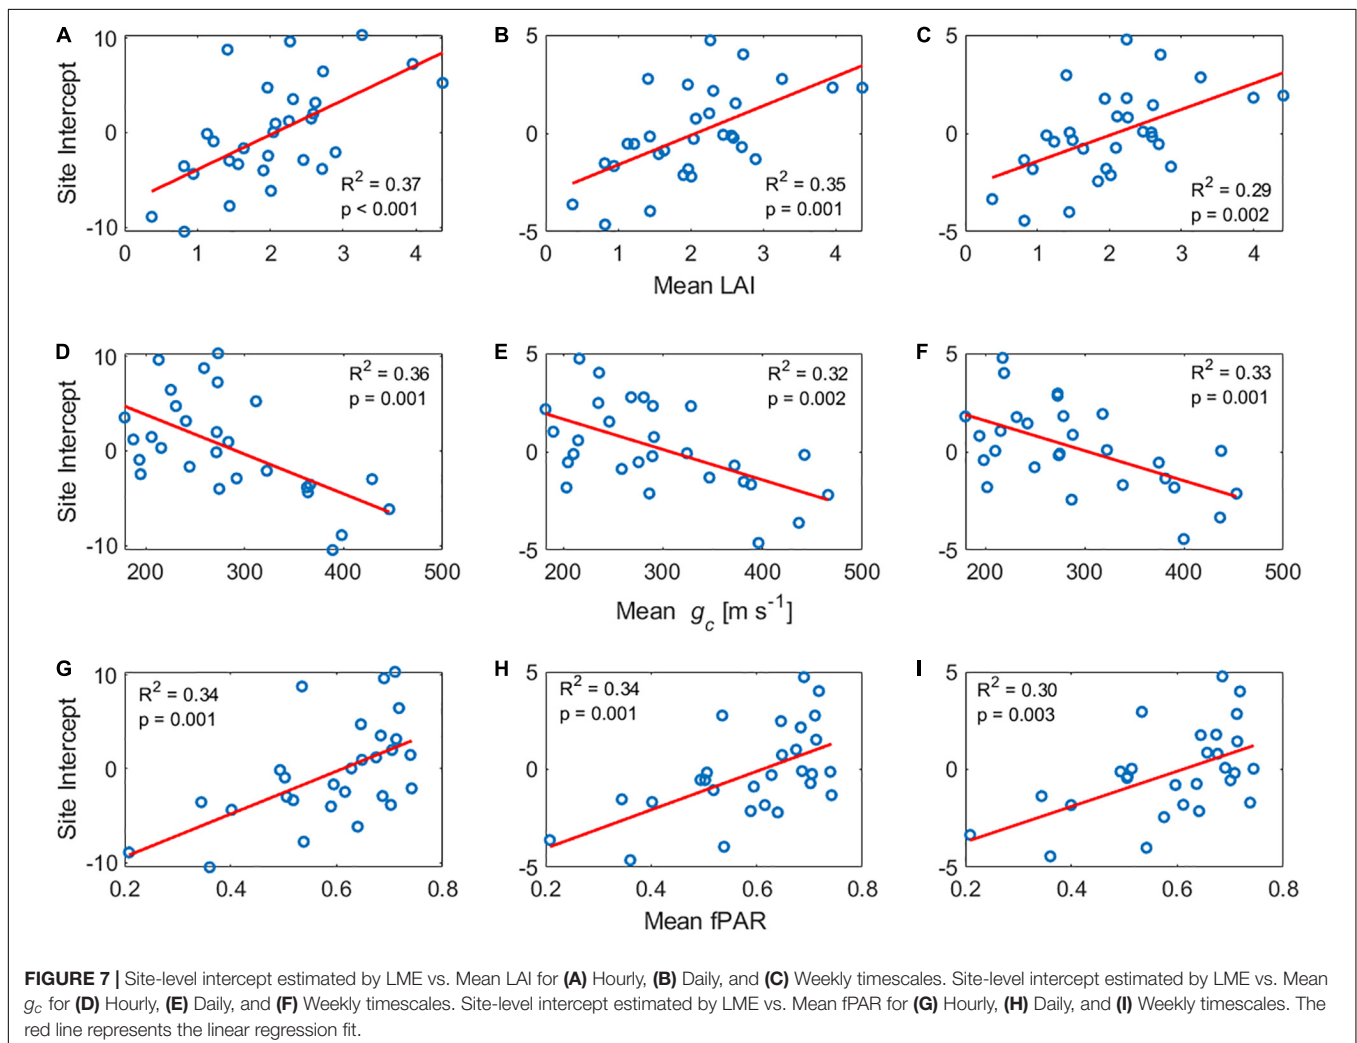 A
B
C
10
0
-10
Site Intercept
R² = 0.37
p < 0.001
0 1 2 3 4
5
0
-5
R² = 0.35
p = 0.001
0 1 2 3 4
5
0
-5
R² = 0.29
p = 0.002
0 1 2 3 4
Mean LAI
D
E
F
10
0
-10
Site Intercept
R² = 0.36
p = 0.001
200 300 400 500
5
0
-5
R² = 0.32
p = 0.002
200 300 400 500
5
0
-5
R² = 0.33
p = 0.001
200 300 400 500
Mean g_c [m s⁻¹]
G
H
I
10
0
-10
Site Intercept
R² = 0.34
p = 0.001
0.2 0.4 0.6 0.8
5
0
-5
R² = 0.34
p = 0.001
0.2 0.4 0.6 0.8
5
0
-5
R² = 0.30
p = 0.003
0.2 0.4 0.6 0.8
Mean fPAR
FIGURE 7 | Site-level intercept estimated by LME vs. Mean LAI for (A) Hourly, (B) Daily, and (C) Weekly timescales. Site-level intercept estimated by LME vs. Mean
g_c for (D) Hourly, (E) Daily, and (F) Weekly timescales. Site-level intercept estimated by LME vs. Mean fPAR for (G) Hourly, (H) Daily, and (I) Weekly timescales. The
red line represents the linear regression fit.